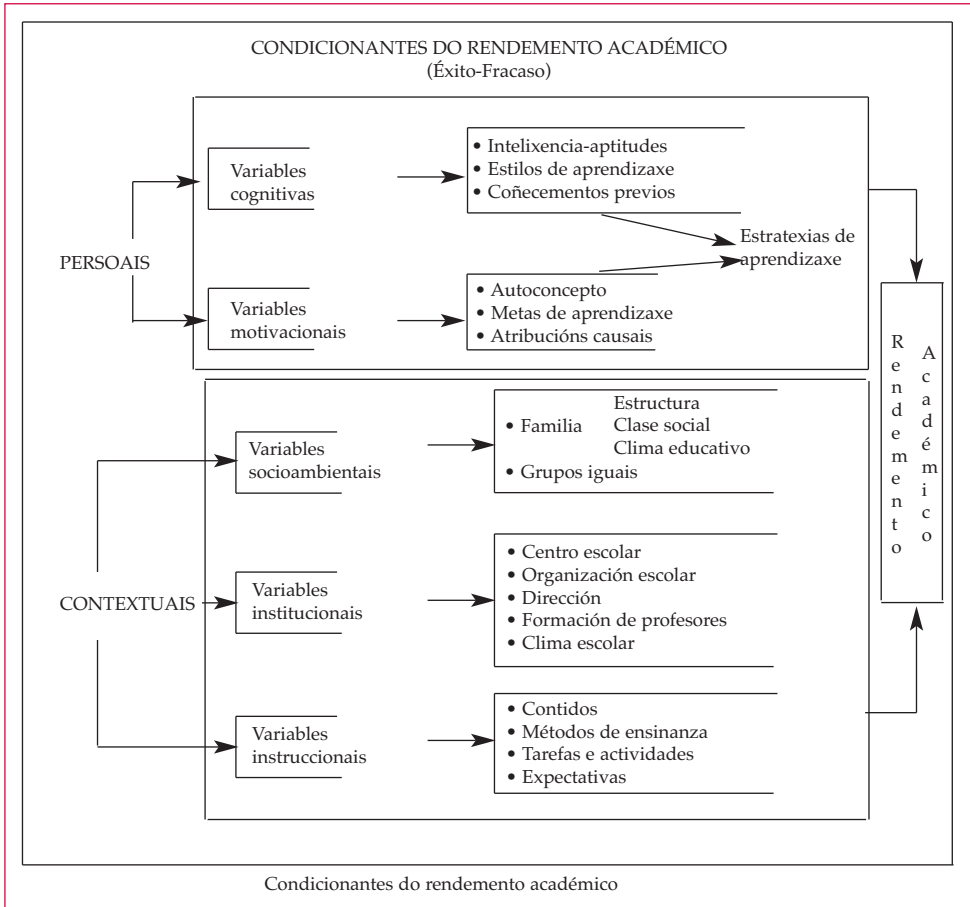 CONDICIONANTES DO RENDEMENTO ACADÉMICO
(Éxito-Fracaso)
PERSOAIS
Variables
cognitivas
• Intelixencia-aptitudes
• Estilos de aprendizaxe
• Coñecementos previos
Variables
motivacionais
• Autoconcepto
• Metas de aprendizaxe
• Atribucións causais
Estratexias de
aprendizaxe
CONTEXTUAIS
Variables
socioambientais
• Familia
Estructura
Clase social
Clima educativo
• Grupos iguais
Variables
institucionais
• Centro escolar
• Organización escolar
• Dirección
• Formación de profesores
• Clima escolar
Variables
instruccionais
• Contidos
• Métodos de ensinanza
• Tarefas e actividades
• Expectativas
Rendemento
Académico
Condicionantes do rendemento académico